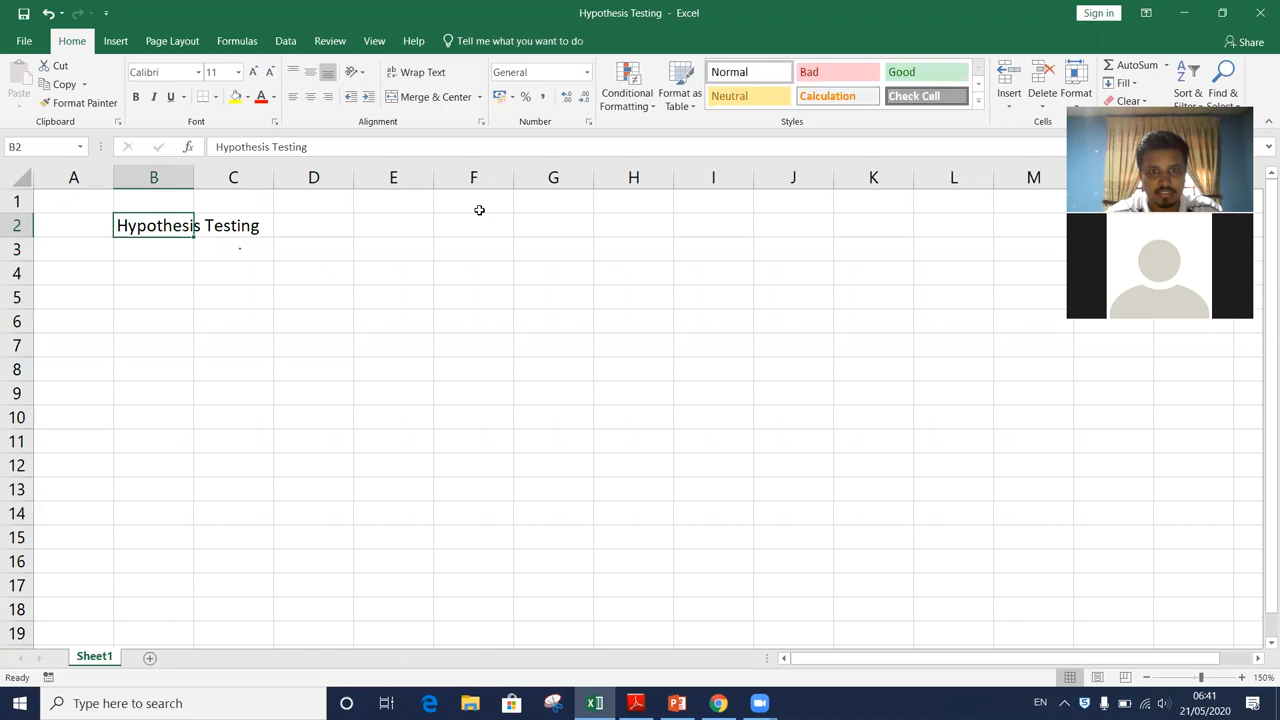 Hypothesis Testing - Excel
Sign in
File Home Insert Page Layout Formulas Data Review View Help Tell me what you want to do
Share
Paste
Cut
Copy
Format Painter
Clipboard
Calibri 11
B I U
Font
Wrap Text
Merge & Center
Alignment
General
%
Number
Conditional Formatting
Format as Table
Normal Bad Good
Neutral Calculation Check Cell
Styles
Insert Delete Format
Cells
AutoSum
Fill
Clear
Sort & Filter
Find & Select
B2 fx Hypothesis Testing
A B C D E F G H I J K L M
1
2 Hypothesis Testing
3
4
5
6
7
8
9
10
11
12
13
14
15
16
17
18
19
Sheet1
Ready
150%
Type here to search
EN
06:41
21/05/2020